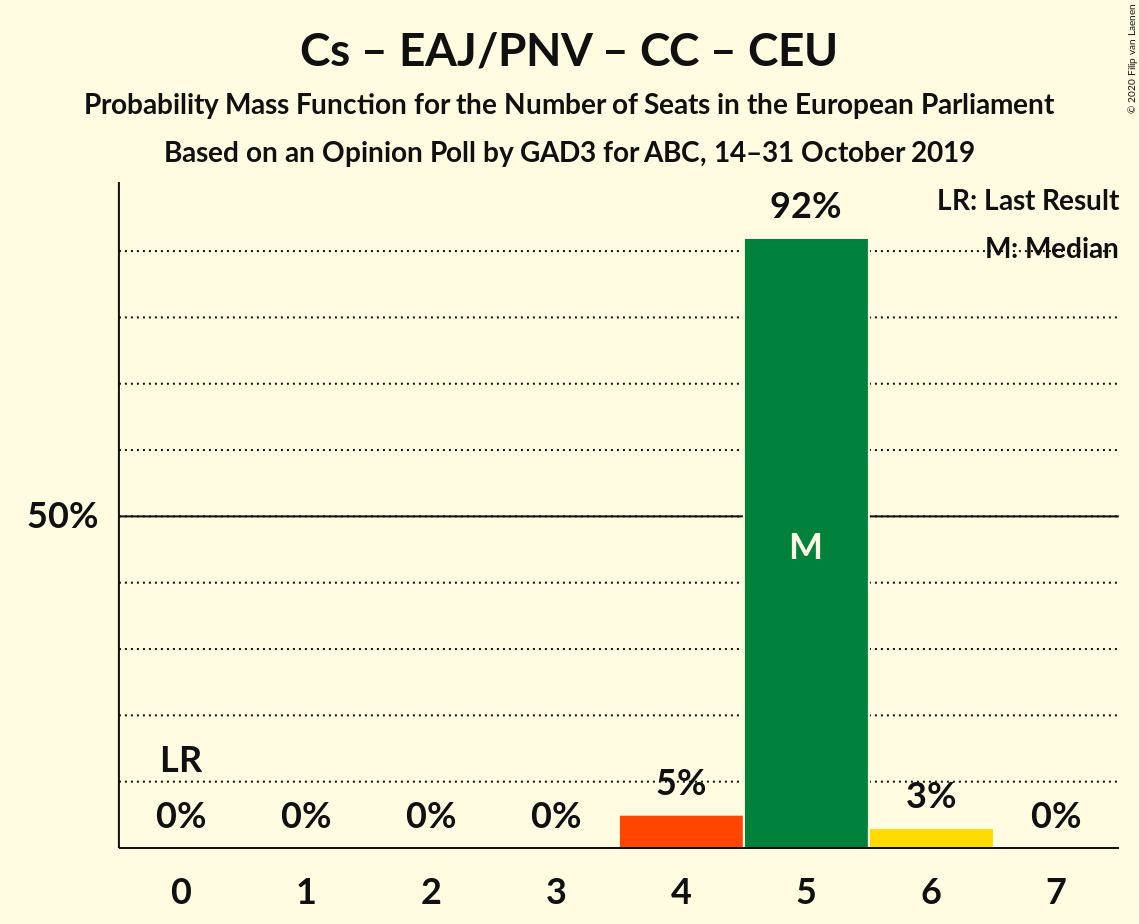 Cs – EAJ/PNV – CC – CEU
Probability Mass Function for the Number of Seats in the European Parliament
Based on an Opinion Poll by GAD3 for ABC, 14–31 October 2019
© 2020 Filip van Laenen
LR: Last Result
M: Median
92%
50%
M
LR
0% 0% 0% 0% 5% 3% 0%
0 1 2 3 4 5 6 7